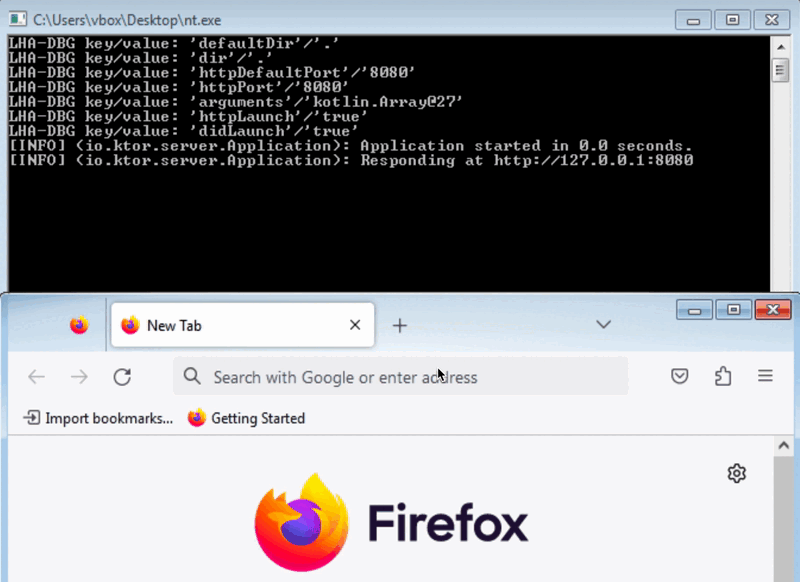 C:\Users\vbox\Desktop\nt.exe
LHA-DBG key/value: 'defaultDir'/'.'
LHA-DBG key/value: 'dir'/'.'
LHA-DBG key/value: 'httpDefaultPort'/'8080'
LHA-DBG key/value: 'httpPort'/'8080'
LHA-DBG key/value: 'arguments'/'kotlin.Array@27'
LHA-DBG key/value: 'httpLaunch'/'true'
LHA-DBG key/value: 'didLaunch'/'true'
[INFO] (io.ktor.server.Application): Application started in 0.0 seconds.
[INFO] (io.ktor.server.Application): Responding at http://127.0.0.1:8080
New Tab
Search with Google or enter address
Import bookmarks... Getting Started
Firefox